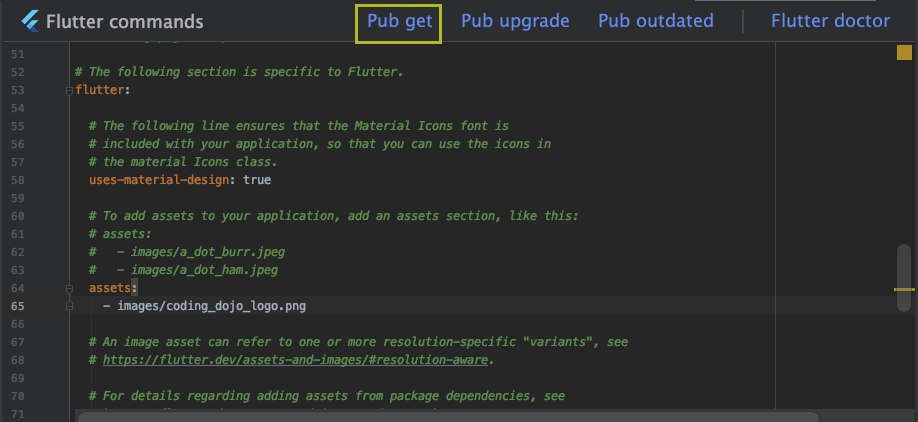 Flutter commands Pub get Pub upgrade Pub outdated Flutter doctor
51
52 # The following section is specific to Flutter.
53 flutter:
54
55 # The following line ensures that the Material Icons font is
56 # included with your application, so that you can use the icons in
57 # the material Icons class.
58 uses-material-design: true
59
60 # To add assets to your application, add an assets section, like this:
61 # assets:
62 #   - images/a_dot_burr.jpeg
63 #   - images/a_dot_ham.jpeg
64 assets:
65 - images/coding_dojo_logo.png
66
67 # An image asset can refer to one or more resolution-specific "variants", see
68 # https://flutter.dev/assets-and-images/#resolution-aware.
69
70 # For details regarding adding assets from package dependencies, see
71